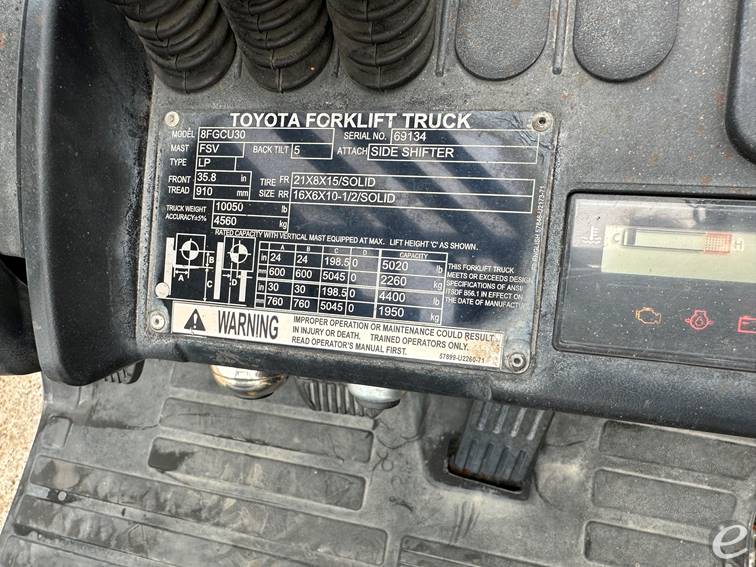 TOYOTA FORKLIFT TRUCK
MODEL 8FGCU30 SERIAL NO. 69134
MAST FSV BACK TILT 5 ATTACH SIDE SHIFTER
TYPE LP
FRONT TREAD 35.8 in TIRE SIZE FR 21X8X15/SOLID
910 mm RR 16X6X10-1/2/SOLID
TRUCK WEIGHT ACCURACY±5% 10050 lb
4560 kg
RATED CAPACITY WITH VERTICAL MAST EQUIPPED AT MAX. LIFT HEIGHT 'C' AS SHOWN.
A B C D CAPACITY
in 24 24 198.5 0 5020 lb
mm 600 600 5045 0 2260 kg
in 30 30 198.5 0 4400 lb
mm 760 760 5045 0 1950 kg
A B C D
THIS FORKLIFT TRUCK
MEETS OR EXCEEDS DESIGN
SPECIFICATIONS OF ANSI
ITSDF B56.1 IN EFFECT ON
THE DATE OF MANUFACTURE
WARNING
IMPROPER OPERATION OR MAINTENANCE COULD RESULT
IN INJURY OR DEATH. TRAINED OPERATORS ONLY.
READ OPERATOR'S MANUAL FIRST.
57899-U2260-71
C H
e